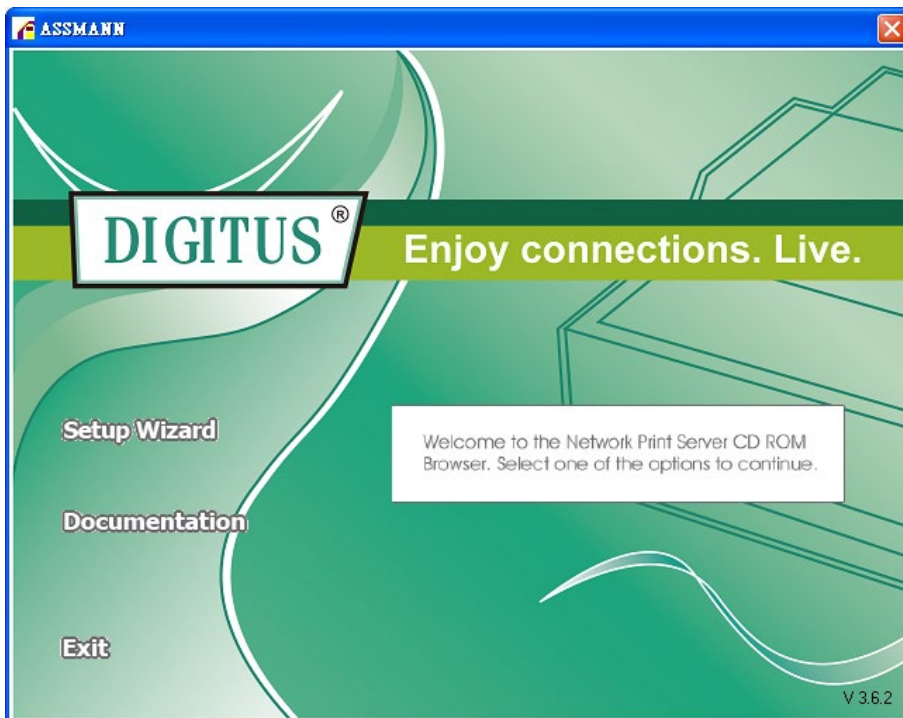 ASSMANN
DIGITUS®
Enjoy connections. Live.
Setup Wizard
Welcome to the Network Print Server CD ROM
Browser. Select one of the options to continue.
Documentation
Exit
V 3.6.2